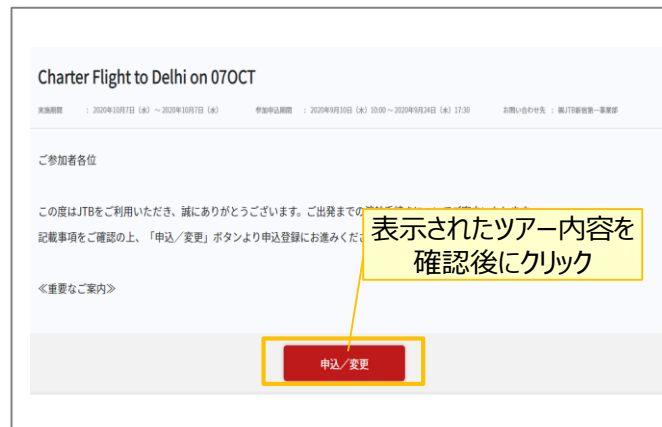 Charter Flight to Delhi on 07OCT
実施期間 : 2020年10月7日（水）～2020年10月7日（水） 参加申込期間 : 2020年9月10日（木）10:00～2020年9月24日（木）17:30 お問い合わせ先 : ㈱JTB新宿第一事業部
ご参加者各位
この度はJTBをご利用いただき、誠にありがとうございます。ご出発までの
記載事項をご確認の上、「申込／変更」ボタンより申込登録にお進みくだ
表示されたツアー内容を
確認後にクリック
≪重要なご案内≫
申込／変更